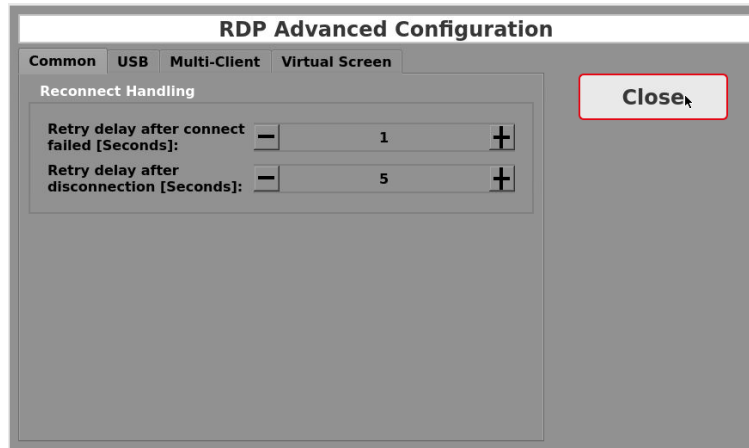 RDP Advanced Configuration
Common
USB
Multi-Client
Virtual Screen
Close
Reconnect Handling
Retry delay after connect
failed [Seconds]:
1
Retry delay after
disconnection [Seconds]:
5